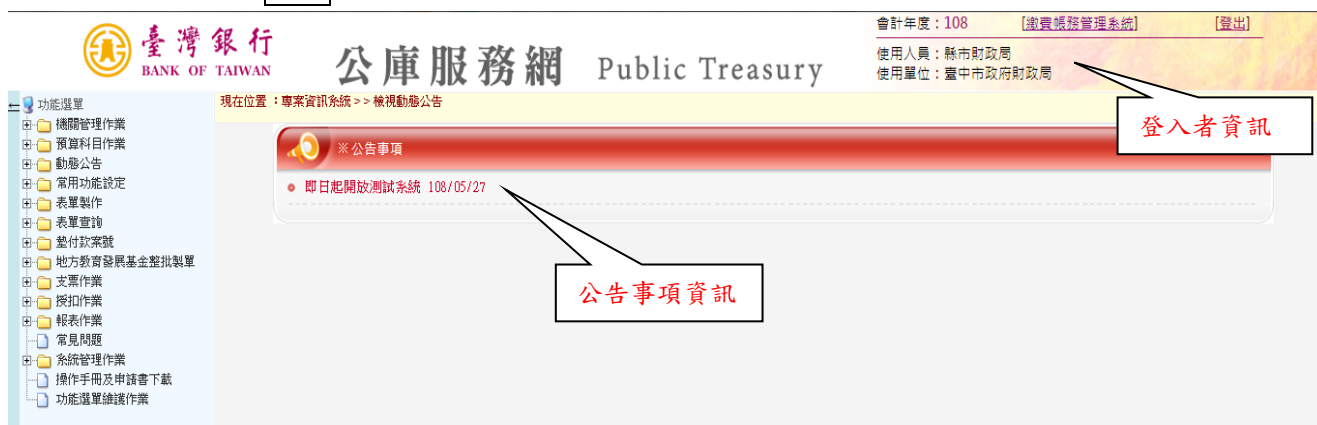 臺灣銀行
BANK OF TAIWAN
公庫服務網 Public Treasury
會計年度：108 [繳費帳務管理系統] [登出]
使用人員：縣市財政局
使用單位：臺中市政府財政局
登入者資訊
功能選單
機關管理作業
預算科目作業
動態公告
常用功能設定
表單製作
表單查詢
墊付款案號
地方教育發展基金整批製單
支票作業
授扣作業
報表作業
常見問題
系統管理作業
操作手冊及申請書下載
功能選單維護作業
現在位置：專案資訊系統>>檢視動態公告
※公告事項
即日起開放測試系統 108/05/27
公告事項資訊